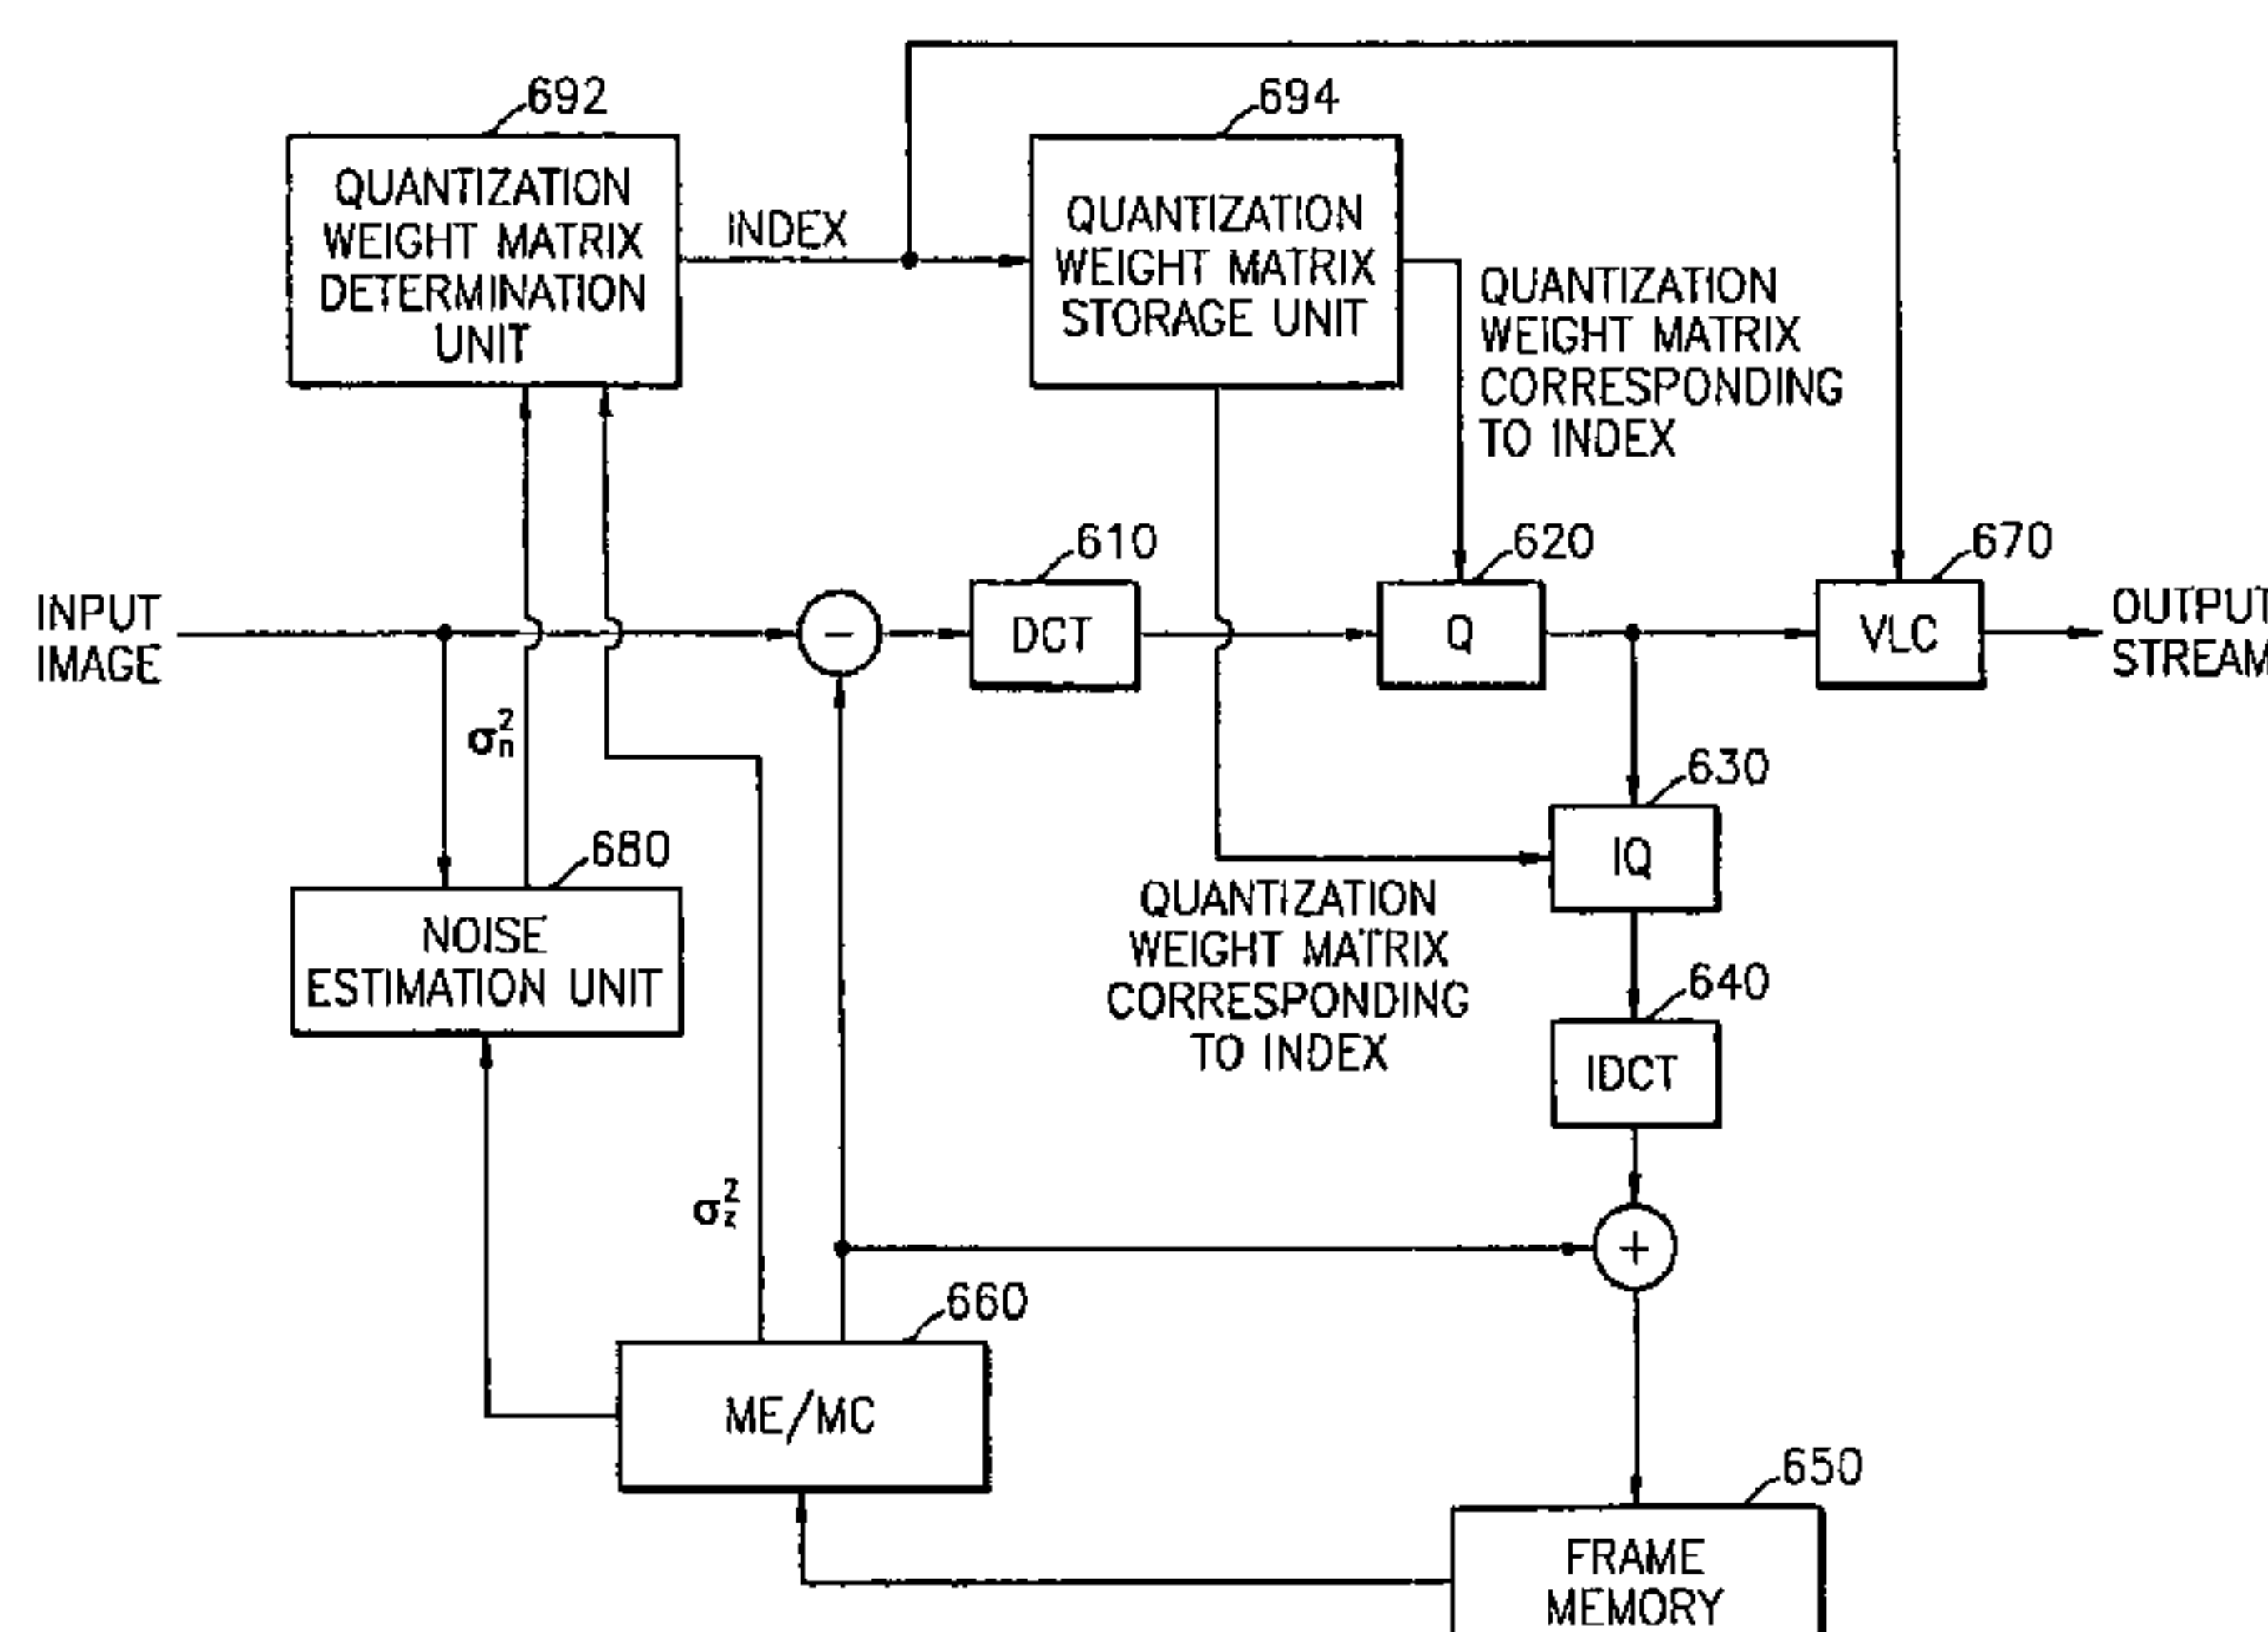 692
QUANTIZATION
WEIGHT MATRIX
DETERMINATION
UNIT
INDEX
694
QUANTIZATION
WEIGHT MATRIX
STORAGE UNIT
QUANTIZATION
WEIGHT MATRIX
CORRESPONDING
TO INDEX
INPUT
IMAGE
-
610
DCT
620
Q
670
VLC
OUTPUT
STREAM
σ²n
630
IQ
680
NOISE
ESTIMATION UNIT
QUANTIZATION
WEIGHT MATRIX
CORRESPONDING
TO INDEX
640
IDCT
σ²z
+
660
ME/MC
650
FRAME
MEMORY